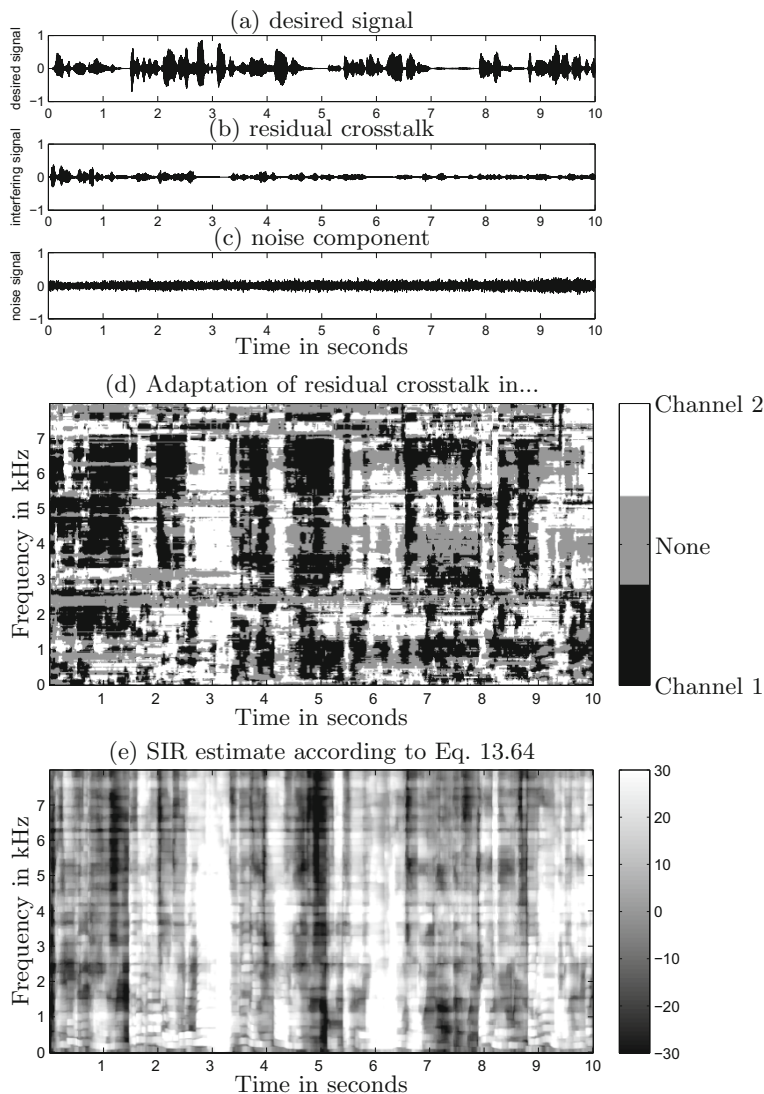 (a) desired signal
desired signal
1
0
−1
0 1 2 3 4 5 6 7 8 9 10
(b) residual crosstalk
interfering signal
1
0
−1
0 1 2 3 4 5 6 7 8 9 10
(c) noise component
noise signal
1
0
−1
0 1 2 3 4 5 6 7 8 9 10
Time in seconds
(d) Adaptation of residual crosstalk in...
Frequency in kHz
7
6
5
4
3
2
1
0
1 2 3 4 5 6 7 8 9 10
Time in seconds
Channel 2
None
Channel 1
(e) SIR estimate according to Eq. 13.64
Frequency in kHz
7
6
5
4
3
2
1
0
1 2 3 4 5 6 7 8 9 10
Time in seconds
30
20
10
0
−10
−20
−30